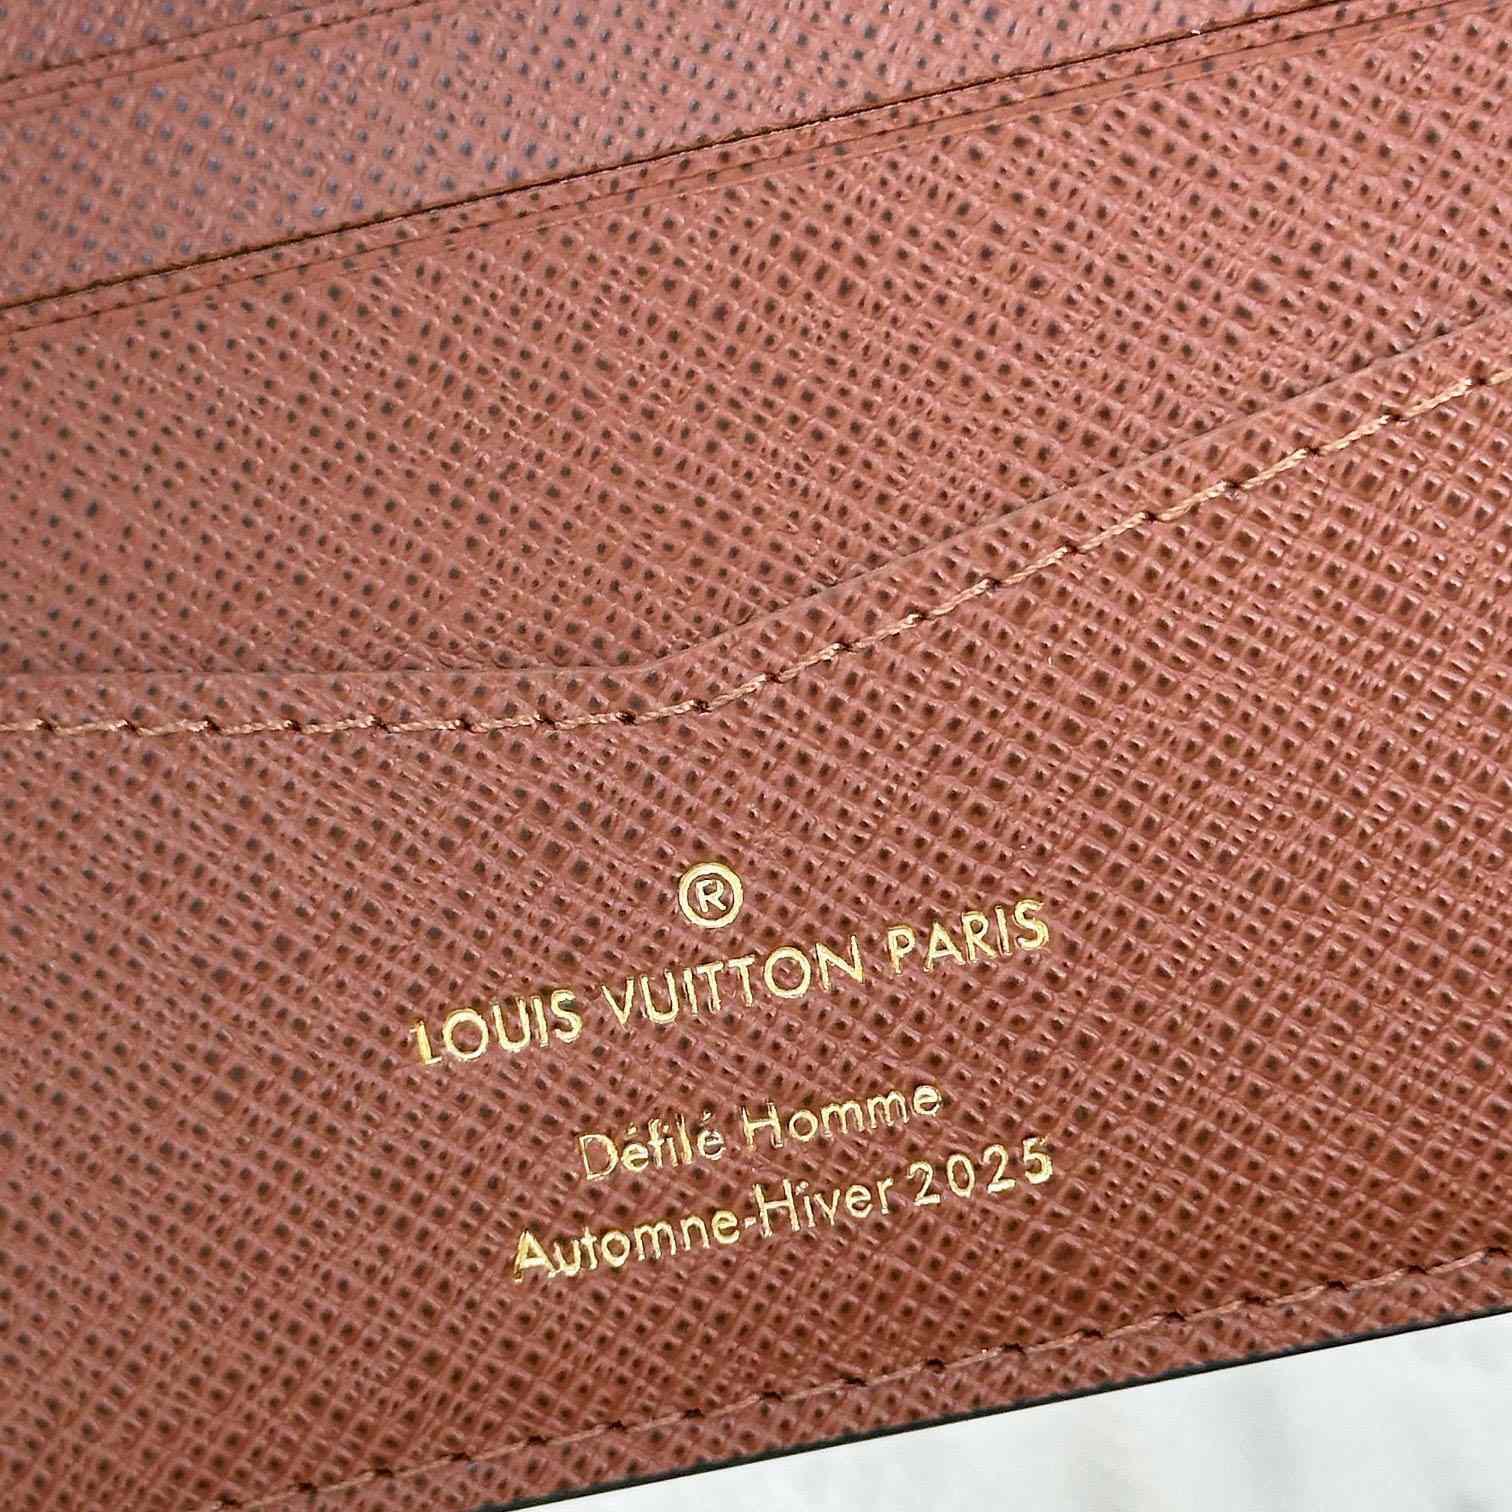 ®
LOUIS VUITTON PARIS
Défilé Homme
Automne-Hiver 2025